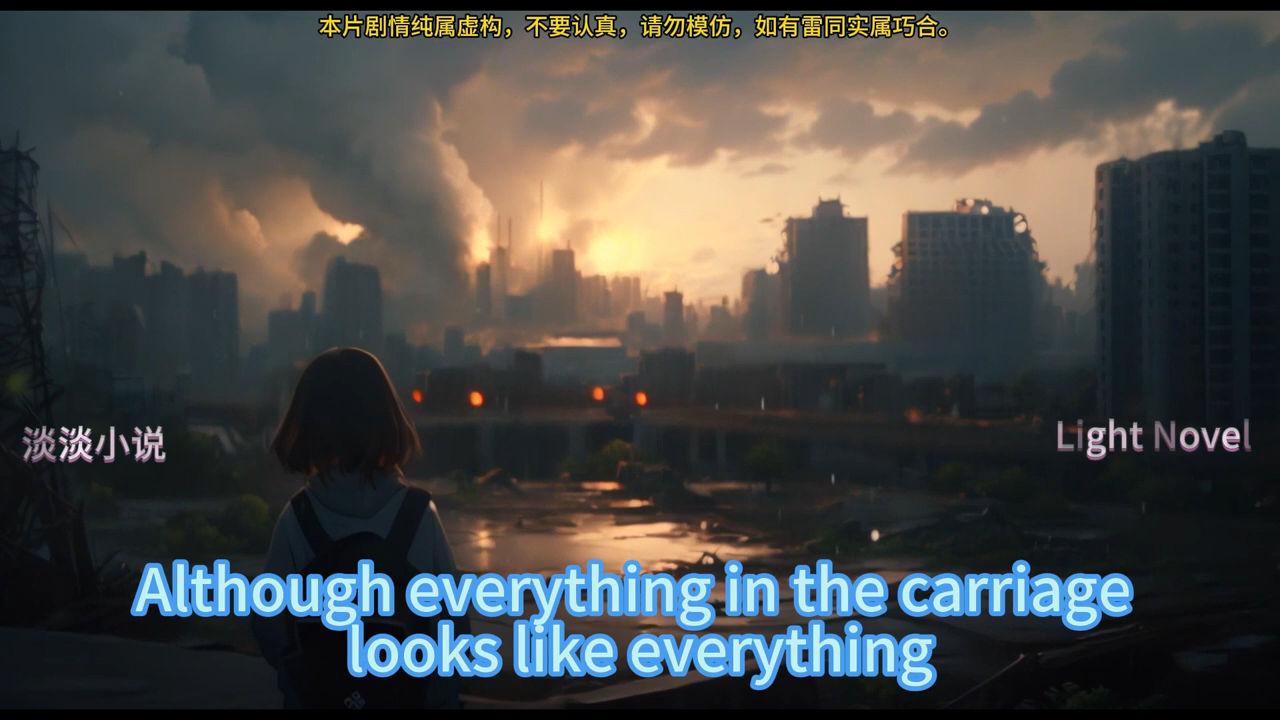 本片剧情纯属虚构，不要认真，请勿模仿，如有雷同实属巧合。
淡淡小说
Light Novel
Although everything in the carriage
looks like everything